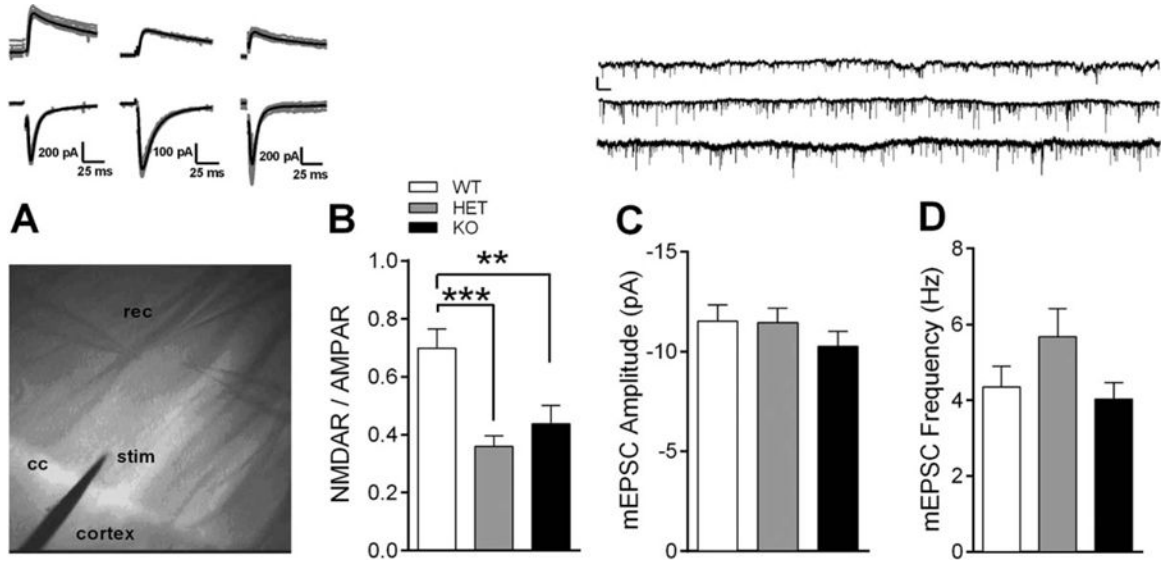 200 pA
25 ms
100 pA
25 ms
200 pA
25 ms
A
rec
cc
stim
cortex
B
WT
HET
KO
NMDAR / AMPAR
1.0
0.8
0.6
0.4
0.2
0.0
***
**
C
mEPSC Amplitude (pA)
-15
-10
-5
0
D
mEPSC Frequency (Hz)
8
6
4
2
0